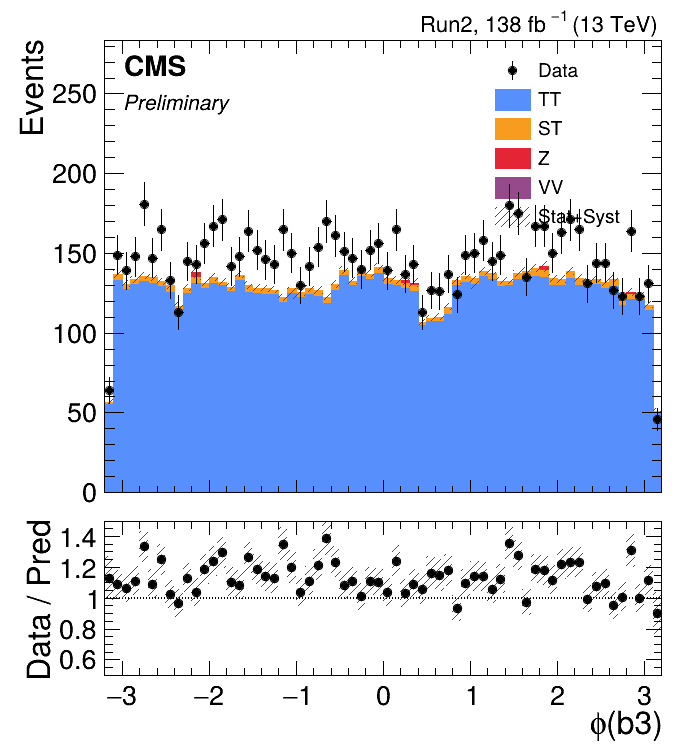 Run2, 138 fb⁻¹ (13 TeV)
CMS
Preliminary
Data
TT
ST
Z
VV
Stat+Syst
Events
250
200
150
100
50
0
Data / Pred
1.4
1.2
1
0.8
0.6
−3 −2 −1 0 1 2 3
ϕ(b3)